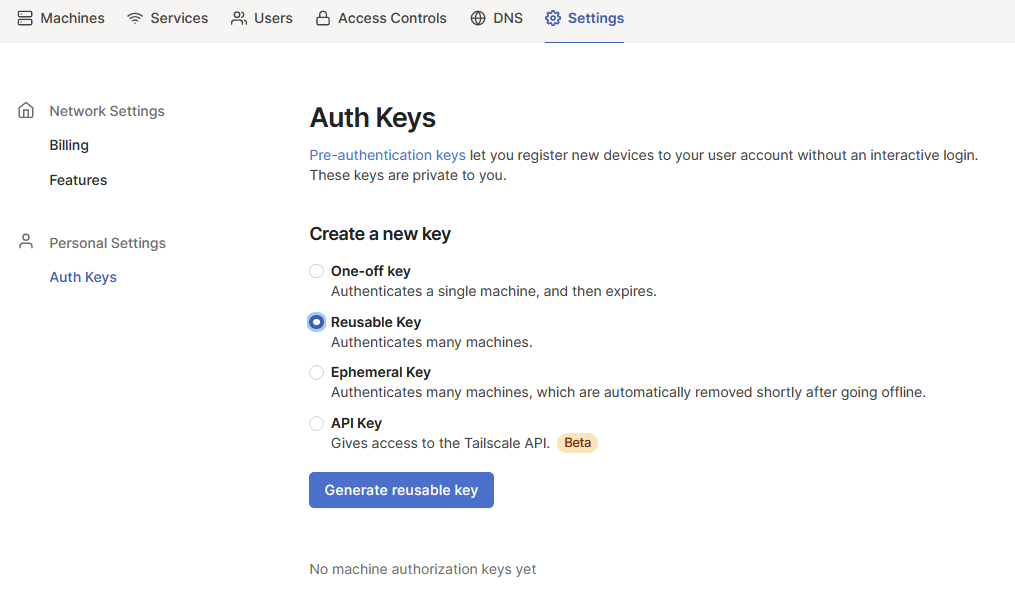 Machines Services Users Access Controls DNS Settings
Network Settings
Billing
Features
Personal Settings
Auth Keys
Auth Keys
Pre-authentication keys let you register new devices to your user account without an interactive login.
These keys are private to you.
Create a new key
One-off key
Authenticates a single machine, and then expires.
Reusable Key
Authenticates many machines.
Ephemeral Key
Authenticates many machines, which are automatically removed shortly after going offline.
API Key
Gives access to the Tailscale API. Beta
Generate reusable key
No machine authorization keys yet